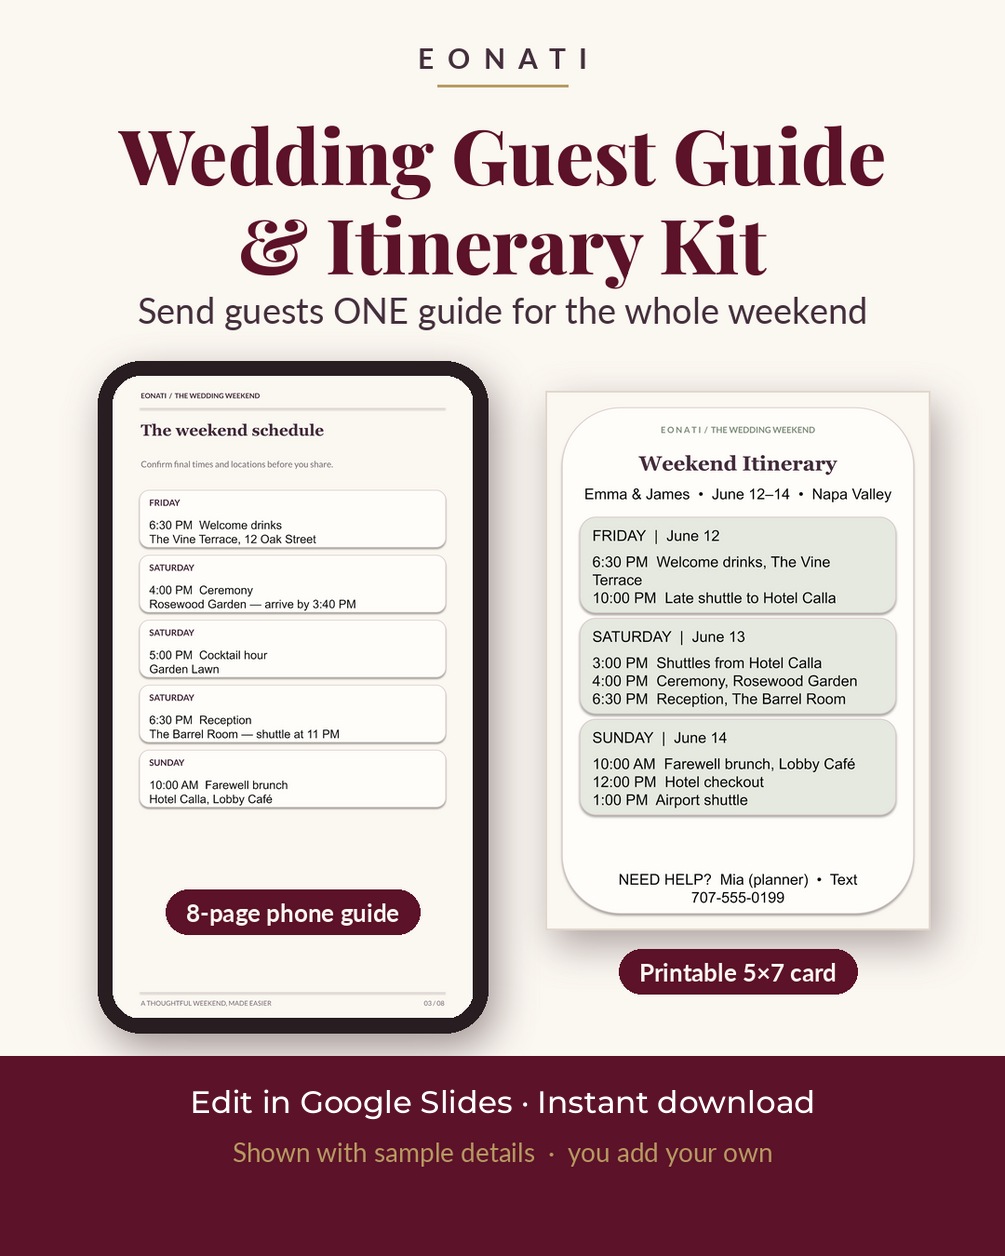 EONATI
Wedding Guest Guide
& Itinerary Kit
Send guests ONE guide for the whole weekend
EONATI / THE WEDDING WEEKEND
The weekend schedule
Confirm final times and locations before you share.
FRIDAY
6:30 PM Welcome drinks
The Vine Terrace, 12 Oak Street
SATURDAY
4:00 PM Ceremony
Rosewood Garden — arrive by 3:40 PM
SATURDAY
5:00 PM Cocktail hour
Garden Lawn
SATURDAY
6:30 PM Reception
The Barrel Room — shuttle at 11 PM
SUNDAY
10:00 AM Farewell brunch
Hotel Calla, Lobby Café
8-page phone guide
A THOUGHTFUL WEEKEND, MADE EASIER
03 / 08
EONATI / THE WEDDING WEEKEND
Weekend Itinerary
Emma & James • June 12–14 • Napa Valley
FRIDAY | June 12
6:30 PM Welcome drinks, The Vine
Terrace
10:00 PM Late shuttle to Hotel Calla
SATURDAY | June 13
3:00 PM Shuttles from Hotel Calla
4:00 PM Ceremony, Rosewood Garden
6:30 PM Reception, The Barrel Room
SUNDAY | June 14
10:00 AM Farewell brunch, Lobby Café
12:00 PM Hotel checkout
1:00 PM Airport shuttle
NEED HELP? Mia (planner) • Text
707-555-0199
Printable 5×7 card
Edit in Google Slides · Instant download
Shown with sample details · you add your own